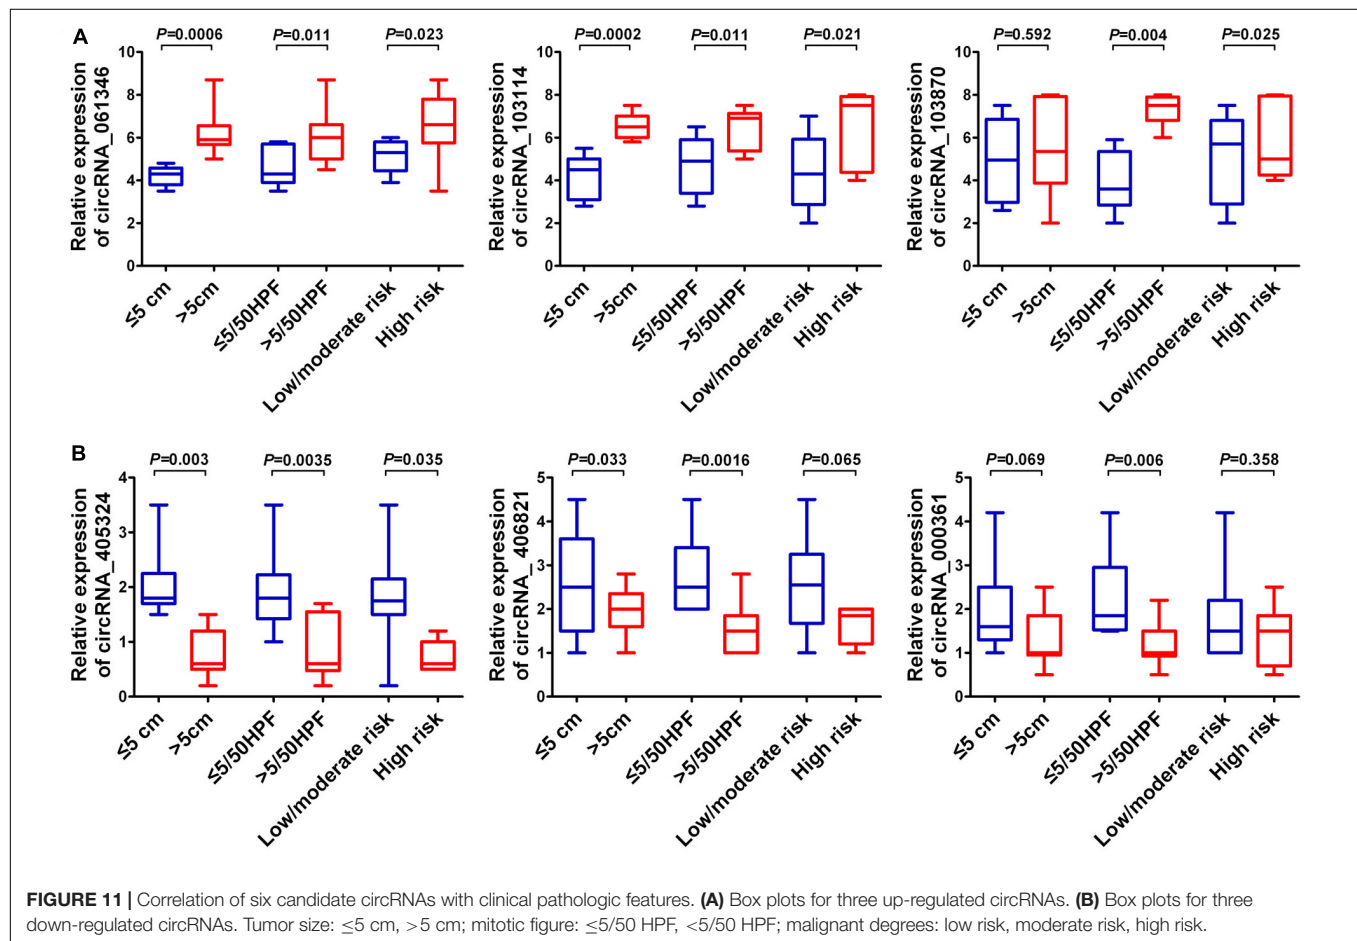 A
P=0.0006
P=0.011
P=0.023
Relative expression
of circRNA_061346
10
8
6
4
2
0
≤5 cm
>5cm
≤5/50HPF
>5/50HPF
Low/moderate risk
High risk
P=0.0002
P=0.011
P=0.021
Relative expression
of circRNA_103114
10
8
6
4
2
0
≤5 cm
>5cm
≤5/50HPF
>5/50HPF
Low/moderate risk
High risk
P=0.592
P=0.004
P=0.025
Relative expression
of circRNA_103870
10
8
6
4
2
0
≤5 cm
>5cm
≤5/50HPF
>5/50HPF
Low/moderate risk
High risk
B
P=0.003
P=0.0035
P=0.035
Relative expression
of circRNA_405324
4
3
2
1
0
≤5 cm
>5cm
≤5/50HPF
>5/50HPF
Low/moderate risk
High risk
P=0.033
P=0.0016
P=0.065
Relative expression
of circRNA_406821
5
4
3
2
1
0
≤5 cm
>5cm
≤5/50HPF
>5/50HPF
Low/moderate risk
High risk
P=0.069
P=0.006
P=0.358
Relative expression
of circRNA_000361
5
4
3
2
1
0
≤5 cm
>5cm
≤5/50HPF
>5/50HPF
Low/moderate risk
High risk
FIGURE 11 | Correlation of six candidate circRNAs with clinical pathologic features. (A) Box plots for three up-regulated circRNAs. (B) Box plots for three
down-regulated circRNAs. Tumor size: ≤5 cm, >5 cm; mitotic figure: ≤5/50 HPF, <5/50 HPF; malignant degrees: low risk, moderate risk, high risk.